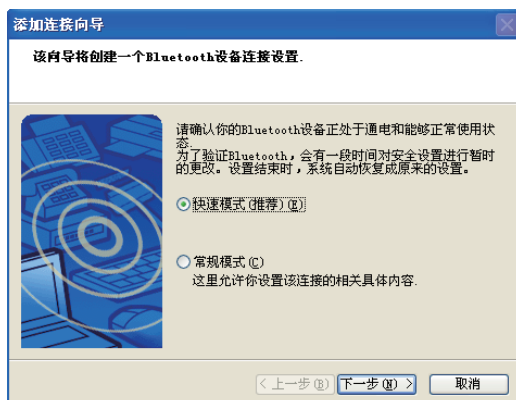 添加连接向导
该向导将创建一个Bluetooth设备连接设置.
请确认你的Bluetooth设备正处于通电和能够正常使用状
态.
为了验证Bluetooth，会有一段时间对安全设置进行暂时
的更改。设置结束时，系统自动恢复成原来的设置。
快速模式(推荐)(E)
常规模式(C)
这里允许你设置该连接的相关具体内容.
< 上一步(B) 下一步(N) > 取消